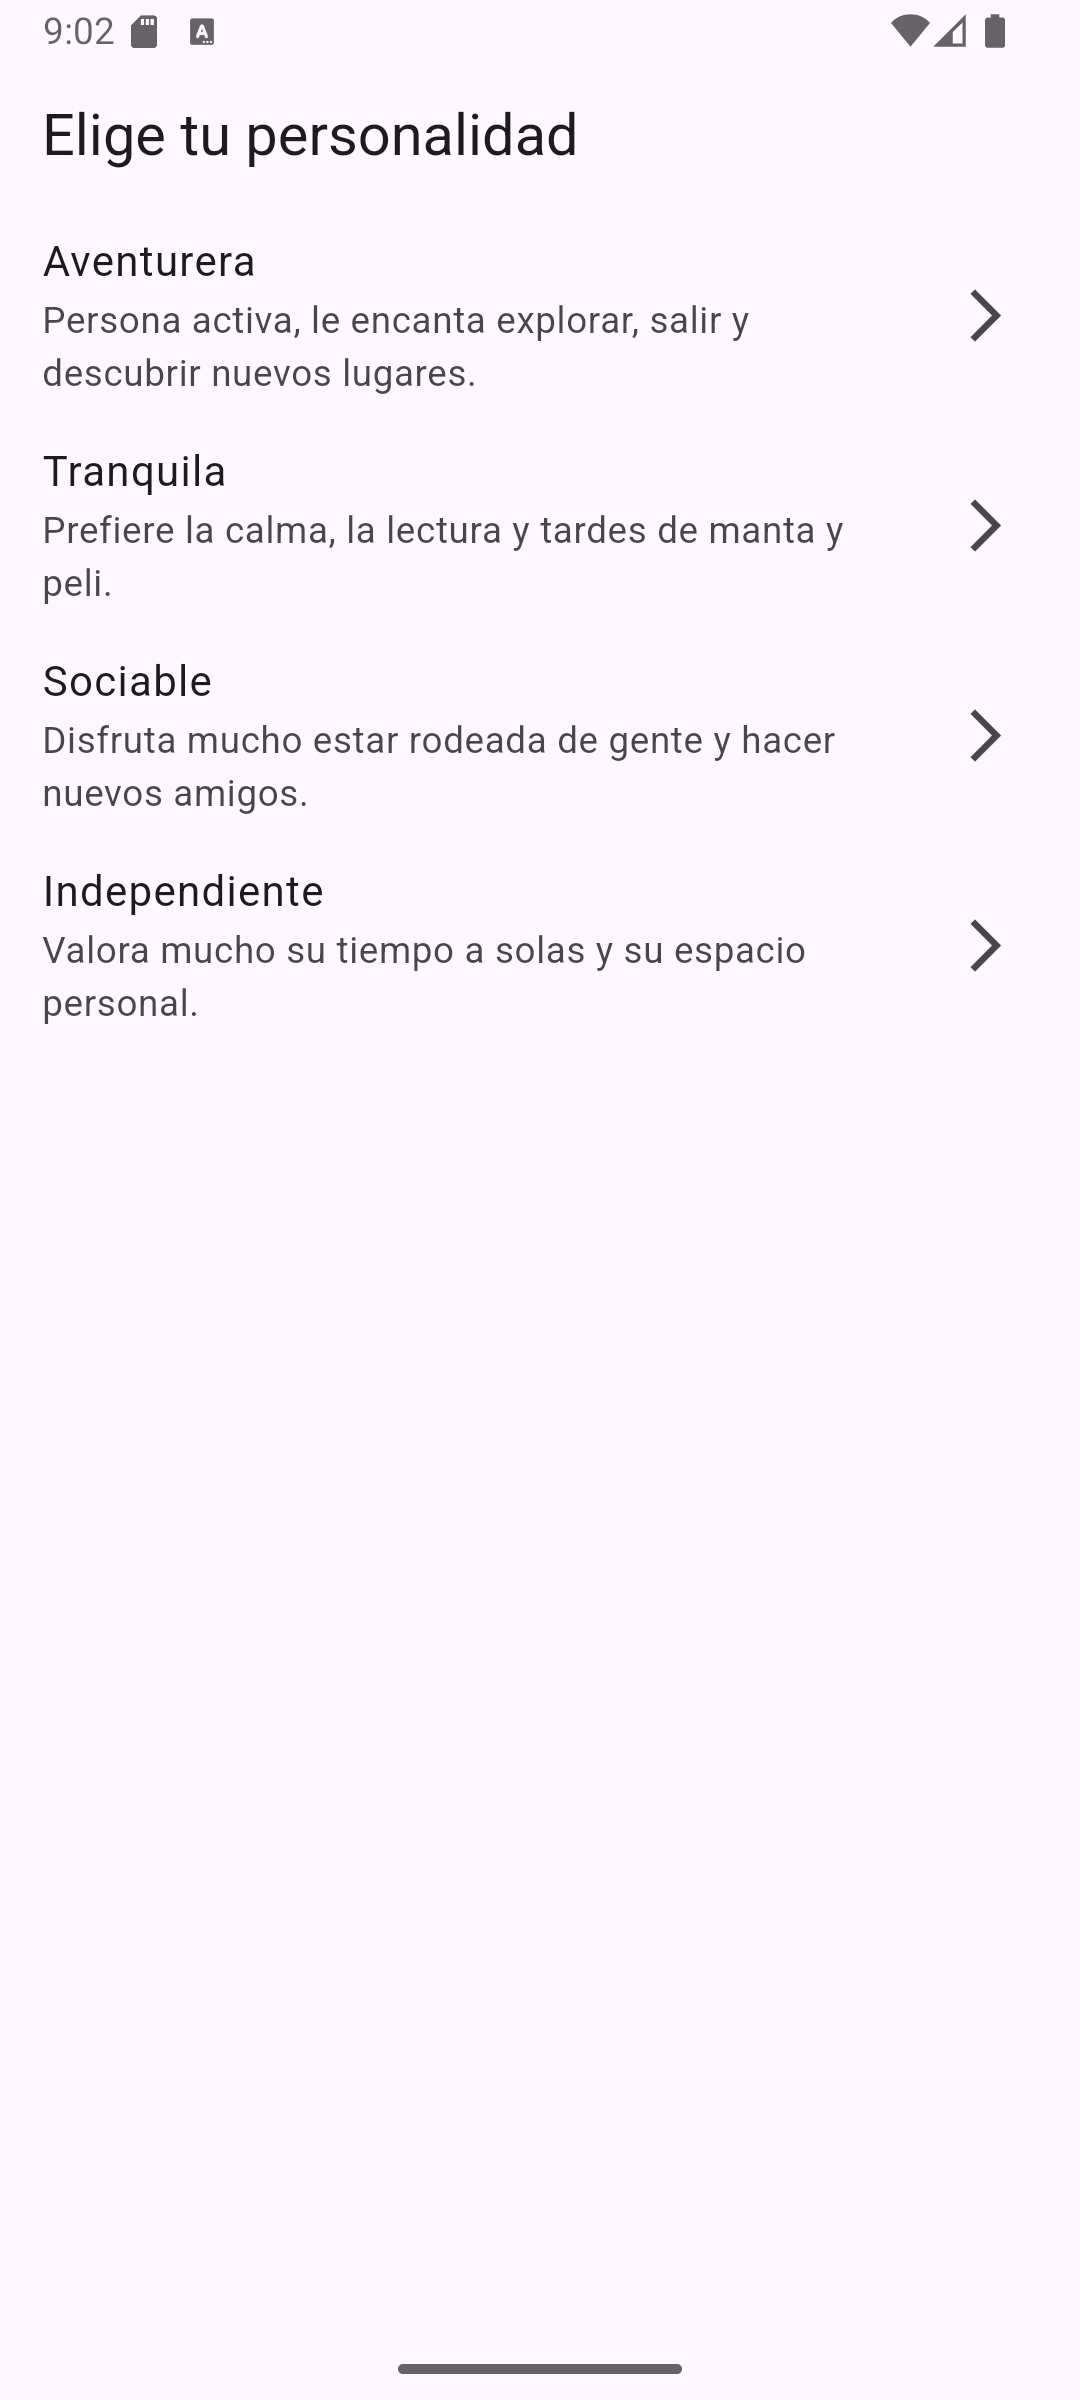 9:02
Elige tu personalidad
Aventurera
Persona activa, le encanta explorar, salir y
descubrir nuevos lugares.
Tranquila
Prefiere la calma, la lectura y tardes de manta y
peli.
Sociable
Disfruta mucho estar rodeada de gente y hacer
nuevos amigos.
Independiente
Valora mucho su tiempo a solas y su espacio
personal.